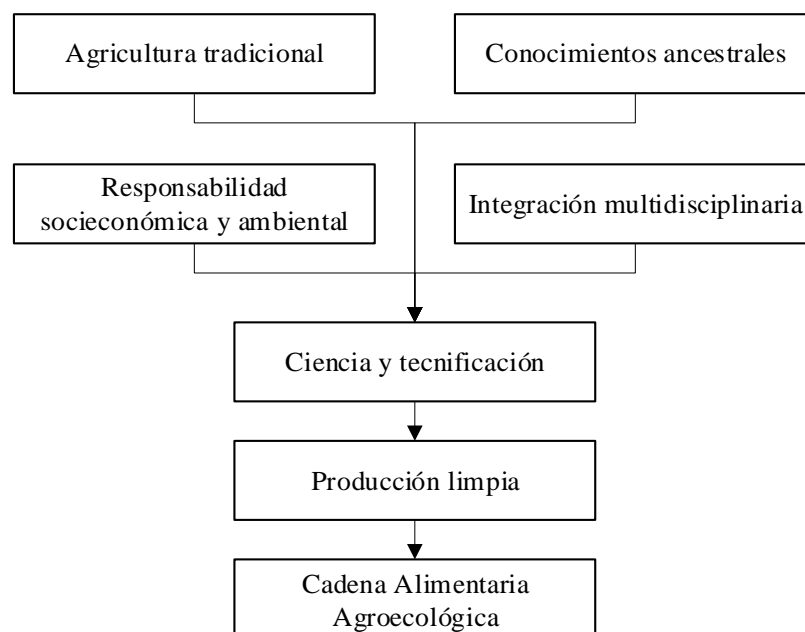 Agricultura tradicional
Conocimientos ancestrales
Responsabilidad
socieconómica y ambiental
Integración multidisciplinaria
Ciencia y tecnificación
Producción limpia
Cadena Alimentaria
Agroecológica